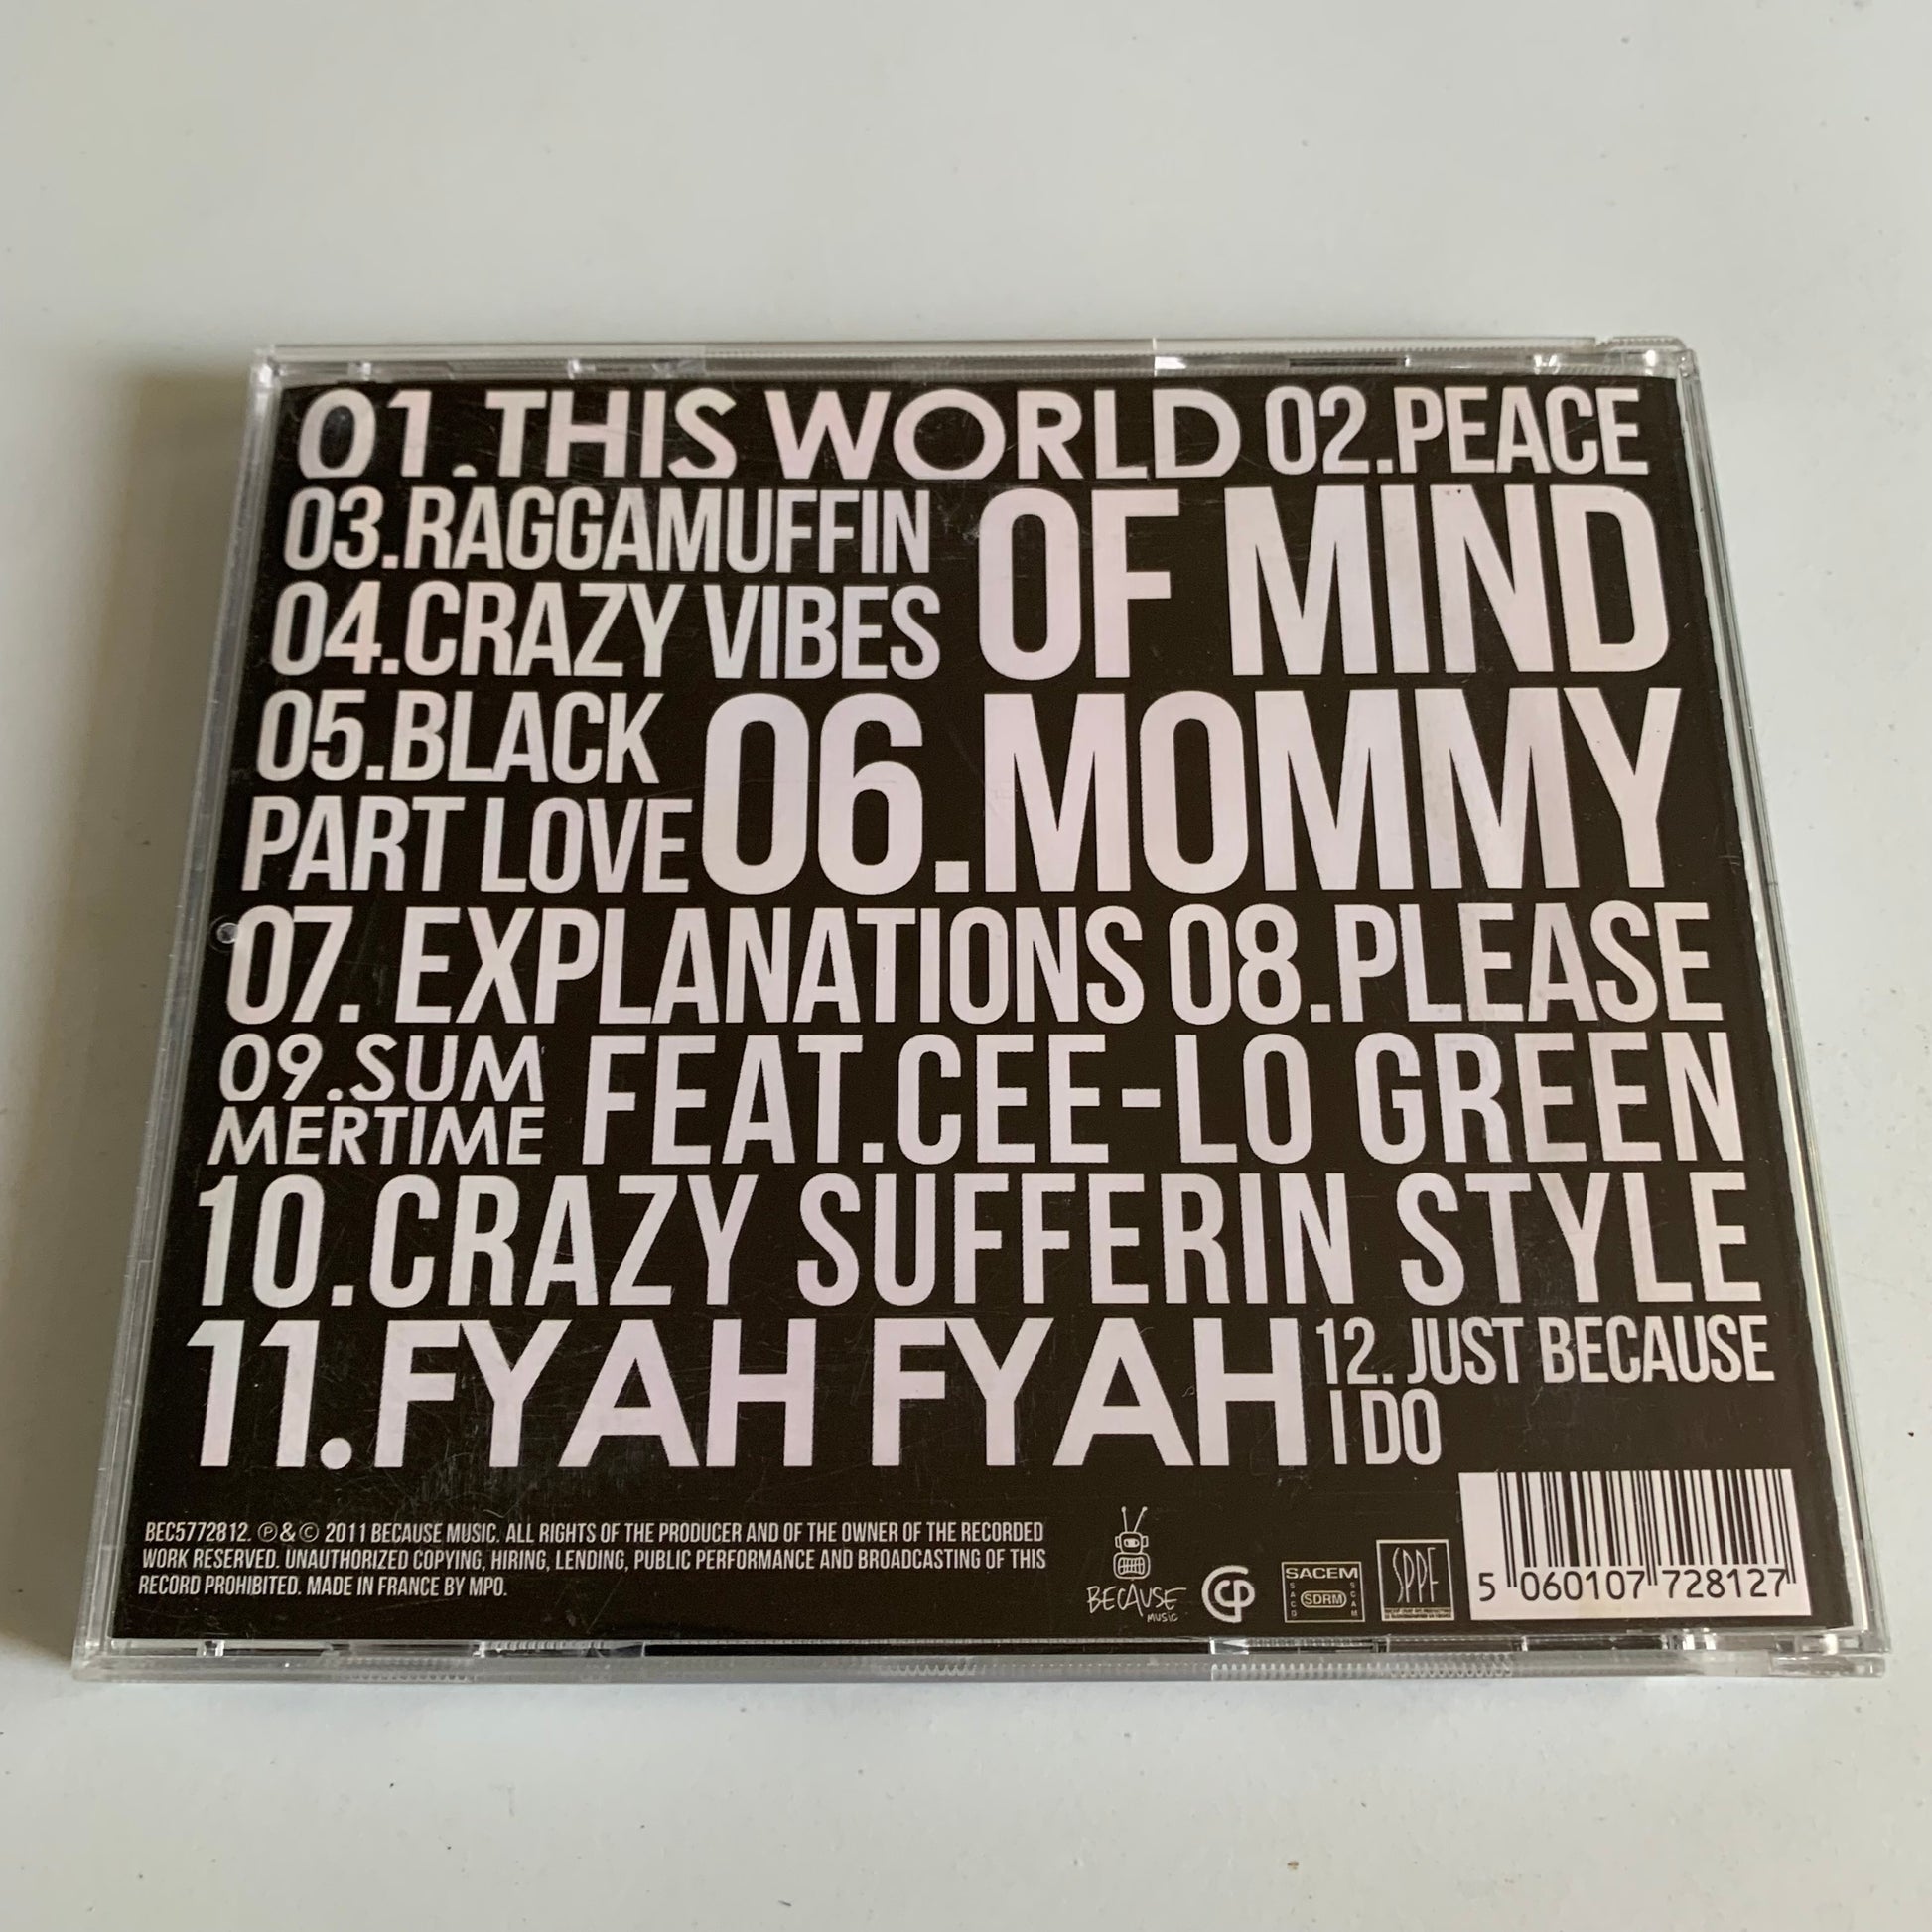 01.THIS WORLD 02.PEACE
OF MIND
03.RAGGAMUFFIN
04.CRAZY VIBES
05.BLACK
PART LOVE
06.MOMMY
07. EXPLANATIONS 08.PLEASE
09.SUM
MERTIME
FEAT.CEE-LO GREEN
10.CRAZY SUFFERIN STYLE
11.FYAH FYAH
12. JUST BECAUSE
I DO
BEC5772812. ℗&© 2011 BECAUSE MUSIC. ALL RIGHTS OF THE PRODUCER AND OF THE OWNER OF THE RECORDED
WORK RESERVED. UNAUTHORIZED COPYING, HIRING, LENDING, PUBLIC PERFORMANCE AND BROADCASTING OF THIS
RECORD PROHIBITED. MADE IN FRANCE BY MPO.
BECAUSE
MUSIC
SACEM
SACD
SDRM
SCAM
SPPF
5 060107 728127